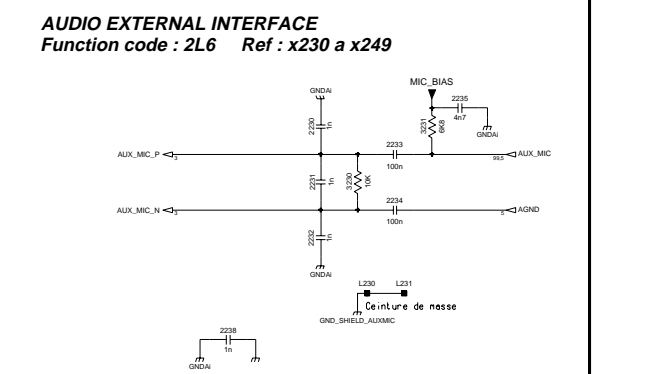 AUDIO EXTERNAL INTERFACE
Function code : 2L6 Ref : x230 a x249
MIC_BIAS
GNDAi
2235
4n7
GNDAi
2230
1n
3231
6K8
AUX_MIC_P
3
2233
100n
99,5
AUX_MIC
2231
1n
3230
10K
AUX_MIC_N
3
2234
100n
5
AGND
2232
1n
GNDAi
L230 L231
Ceinture de masse
GND_SHIELD_AUXMIC
2238
1n
GNDAi